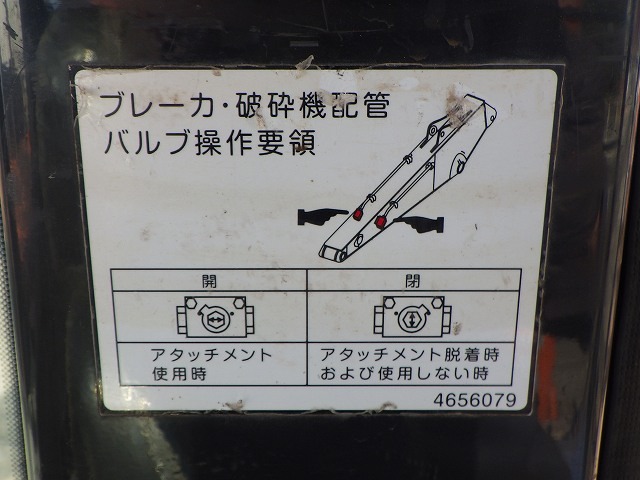 ブレーカ・破砕機配管
バルブ操作要領
開
閉
アタッチメント
使用時
アタッチメント脱着時
および使用しない時
4656079